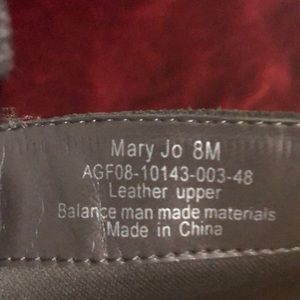 Mary Jo 8M
AGF08-10143-003-48
Leather upper
Balance man made materials
Made in China